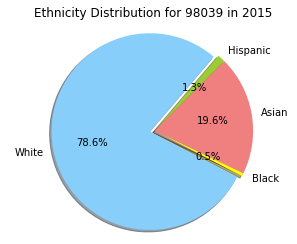 Ethnicity Distribution for 98039 in 2015
Hispanic
1.3%
Asian
19.6%
78.6%
White
0.5%
Black